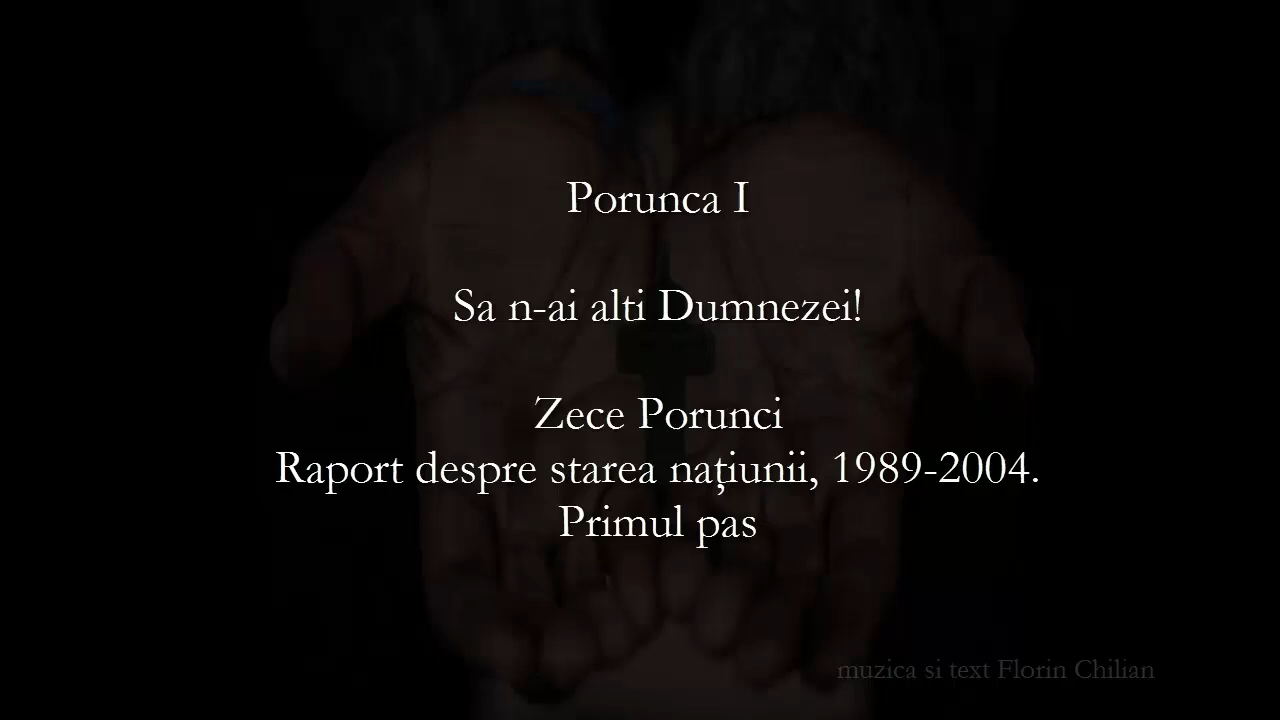 Porunca I
Sa n-ai alti Dumnezei!
Zece Porunci
Raport despre starea națiunii, 1989-2004.
Primul pas
muzica si text Florin Chilian